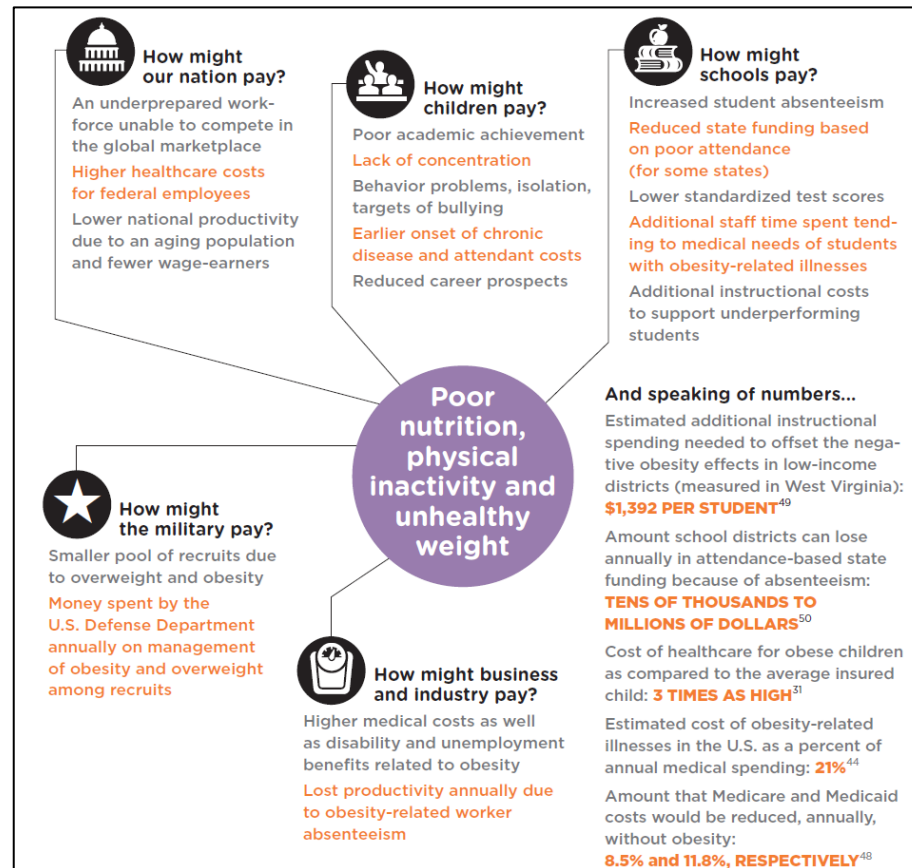 How might
our nation pay?
An underprepared work-
force unable to compete in
the global marketplace
Higher healthcare costs
for federal employees
Lower national productivity
due to an aging population
and fewer wage-earners
How might
children pay?
Poor academic achievement
Lack of concentration
Behavior problems, isolation,
targets of bullying
Earlier onset of chronic
disease and attendant costs
Reduced career prospects
How might
schools pay?
Increased student absenteeism
Reduced state funding based
on poor attendance
(for some states)
Lower standardized test scores
Additional staff time spent tend-
ing to medical needs of students
with obesity-related illnesses
Additional instructional costs
to support underperforming
students
Poor
nutrition,
physical
inactivity and
unhealthy
weight
How might
the military pay?
Smaller pool of recruits due
to overweight and obesity
Money spent by the
U.S. Defense Department
annually on management
of obesity and overweight
among recruits
How might business
and industry pay?
Higher medical costs as well
as disability and unemployment
benefits related to obesity
Lost productivity annually due
to obesity-related worker
absenteeism
And speaking of numbers...
Estimated additional instructional
spending needed to offset the nega-
tive obesity effects in low-income
districts (measured in West Virginia):
$1,392 PER STUDENT49
Amount school districts can lose
annually in attendance-based state
funding because of absenteeism:
TENS OF THOUSANDS TO
MILLIONS OF DOLLARS50
Cost of healthcare for obese children
as compared to the average insured
child: 3 TIMES AS HIGH31
Estimated cost of obesity-related
illnesses in the U.S. as a percent of
annual medical spending: 21%44
Amount that Medicare and Medicaid
costs would be reduced, annually,
without obesity:
8.5% and 11.8%, RESPECTIVELY48